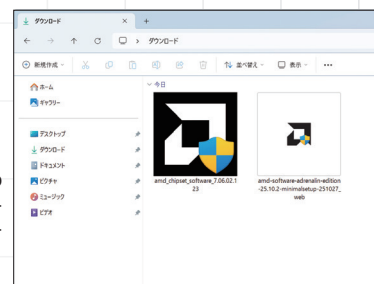 ダウンロード
ダウンロード
新規作成
並べ替え
表示
ホーム
ギャラリー
デスクトップ
ダウンロード
ドキュメント
ピクチャ
ミュージック
ビデオ
今日
amd_chipset_software_7.06.02.1
23
amd-software-adrenalin-edition
-25.10.2-minimalsetup-251027_
web